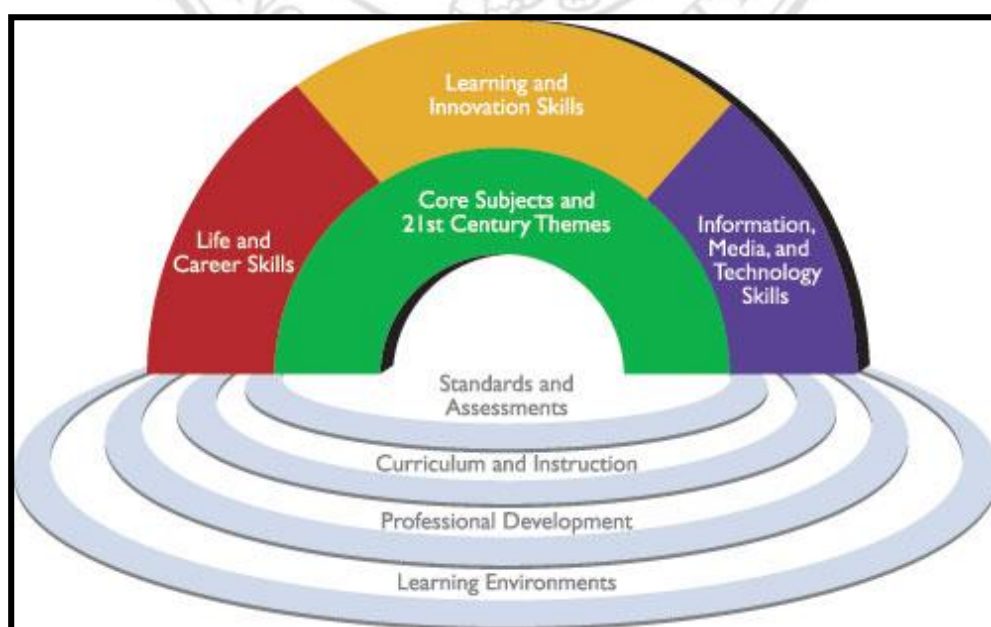 Learning and
Innovation Skills
Core Subjects and
21st Century Themes
Life and
Career Skills
Information,
Media, and
Technology
Skills
Standards and
Assessments
Curriculum and Instruction
Professional Development
Learning Environments